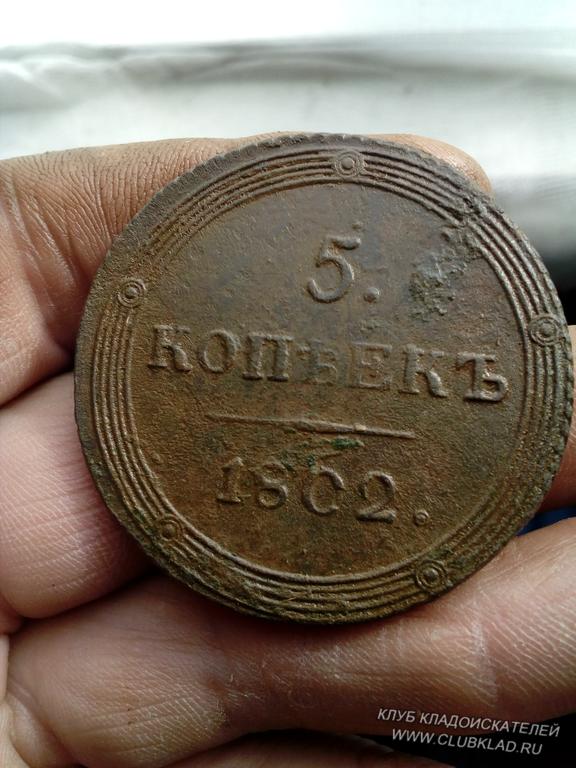 5.
КОПѢЕКЪ
1802.
КЛУБ КЛАДОИСКАТЕЛЕЙ
WWW.CLUBKLAD.RU